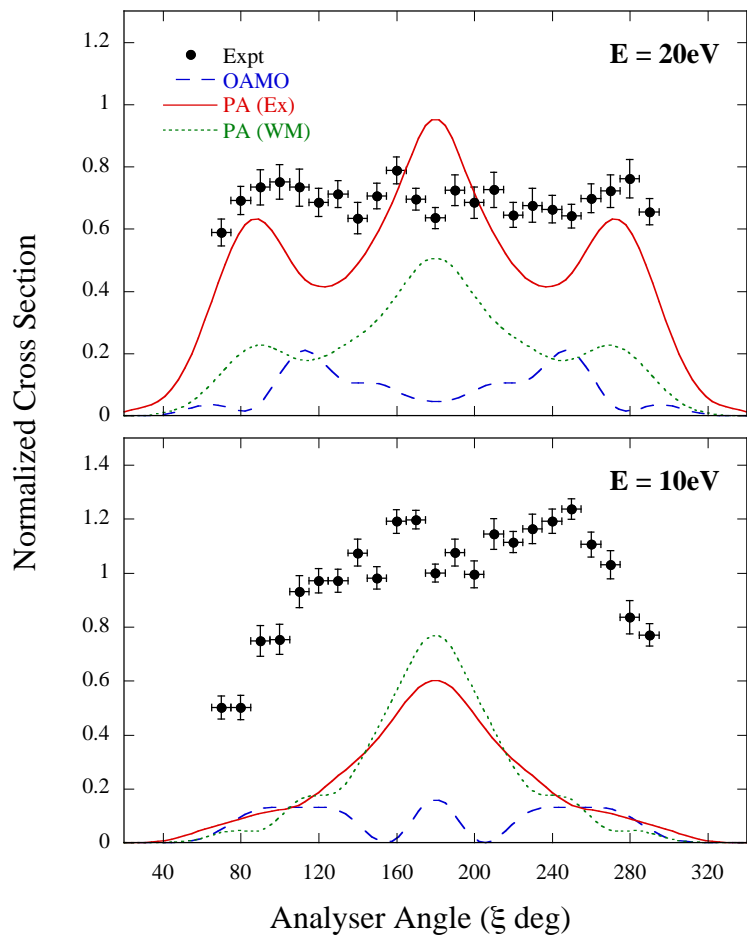 Normalized Cross Section
E = 20eV
Expt
OAMO
PA (Ex)
PA (WM)
1.2
1
0.8
0.6
0.4
0.2
0
E = 10eV
1.4
1.2
1
0.8
0.6
0.4
0.2
0
40 80 120 160 200 240 280 320
Analyser Angle (ξ deg)